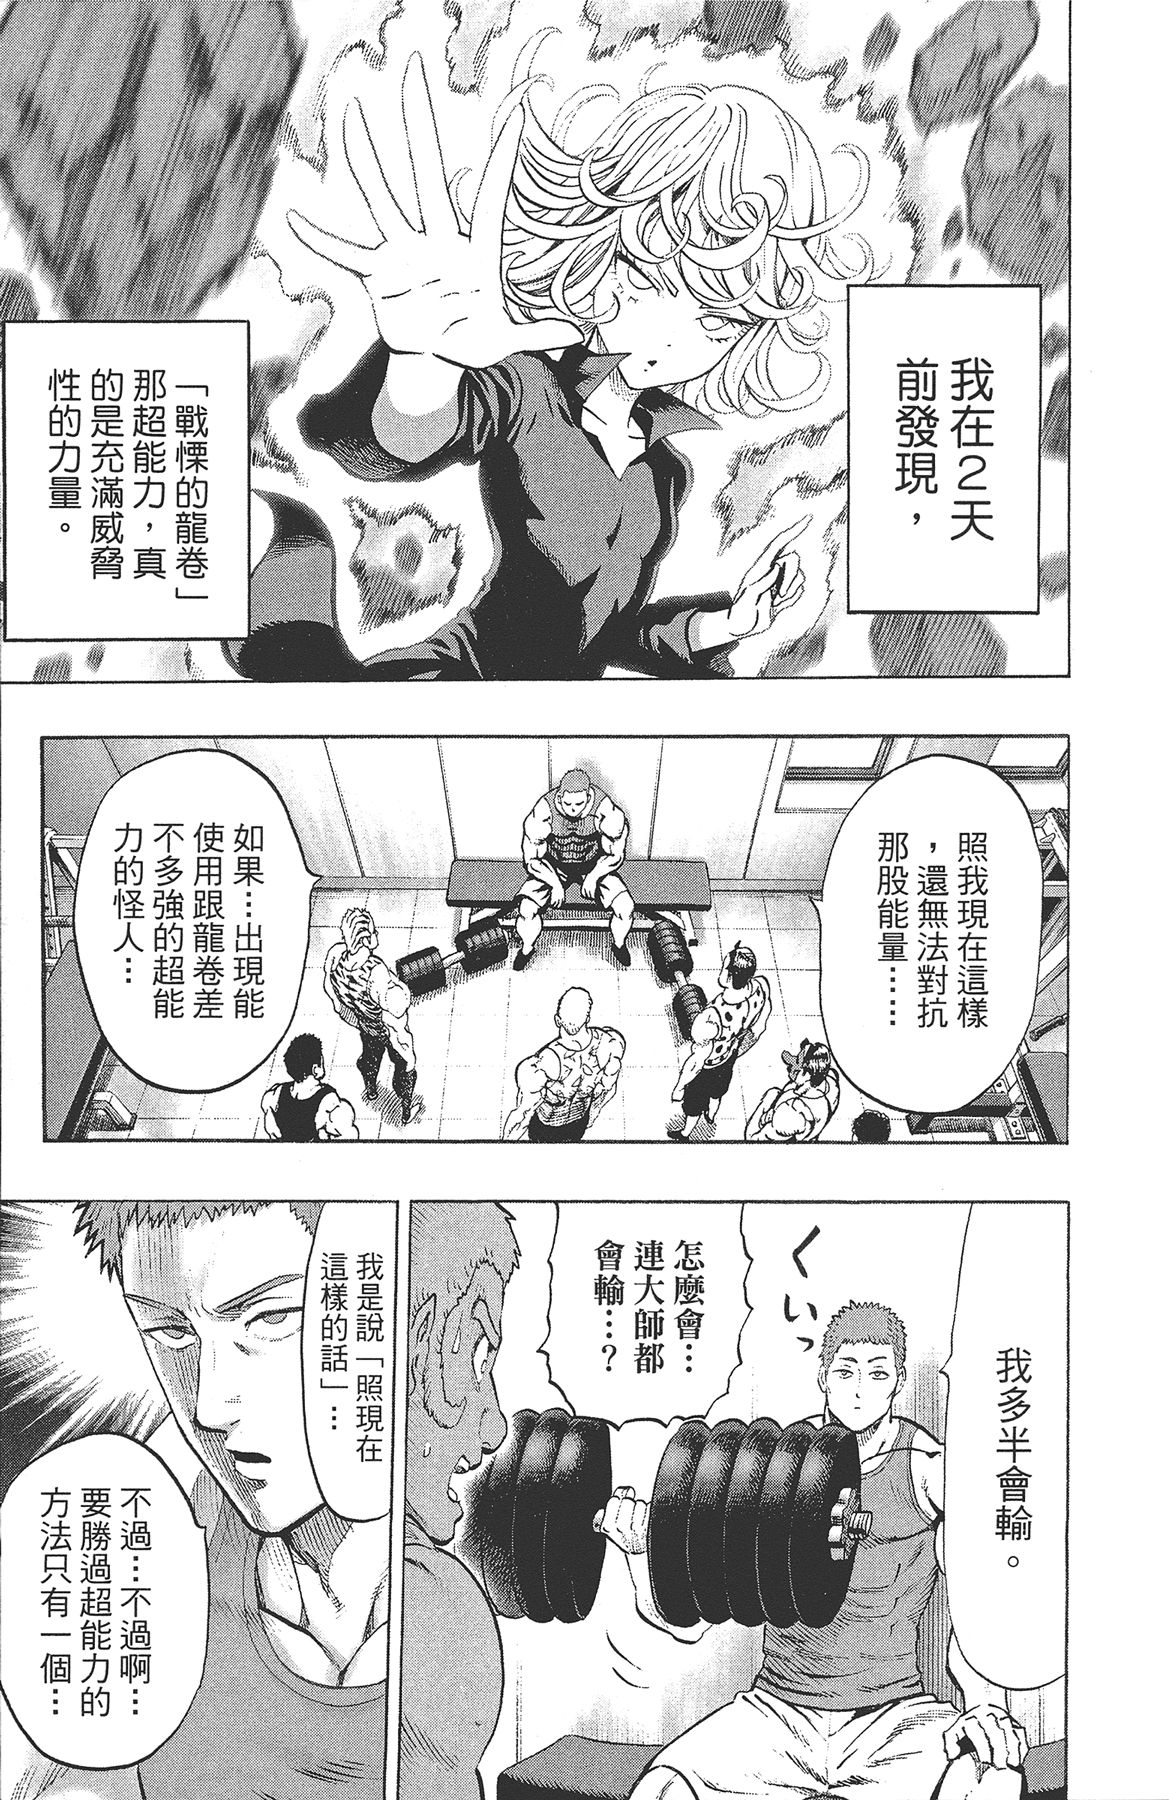 我在2天
前發現，
「戰慄的龍卷」
那超能力，真
的是充滿威脅
性的力量。
照我現在這樣
，還無法對抗
那股能量……
如果…出現能
使用跟龍卷差
不多強的超能
力的怪人…
我多半會輸。
くいっ
怎麼會…
連大師都
會輸…？
我是說「照現在
這樣的話」…
不過…不過啊…
要勝過超能力的
方法只有一個…